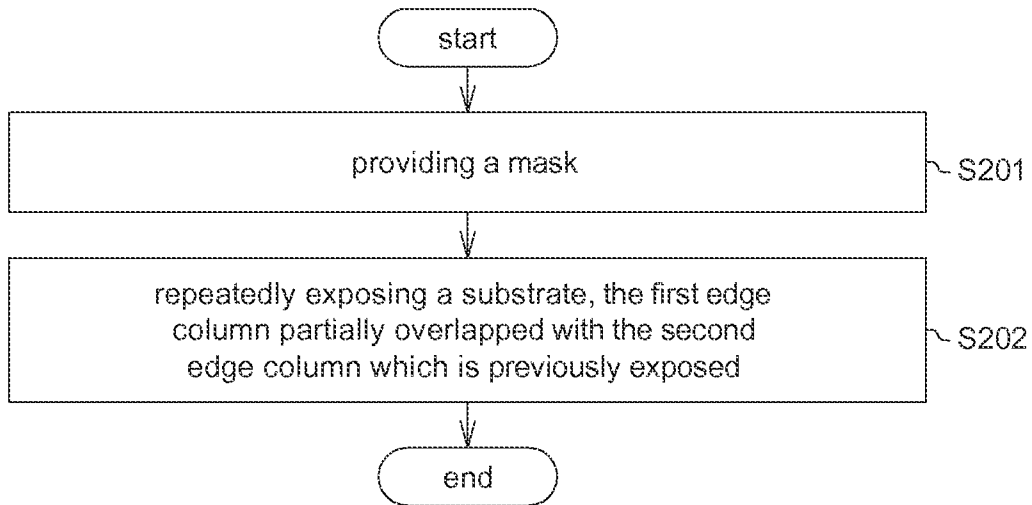 start
providing a mask
S201
repeatedly exposing a substrate, the first edge
column partially overlapped with the second
edge column which is previously exposed
S202
end